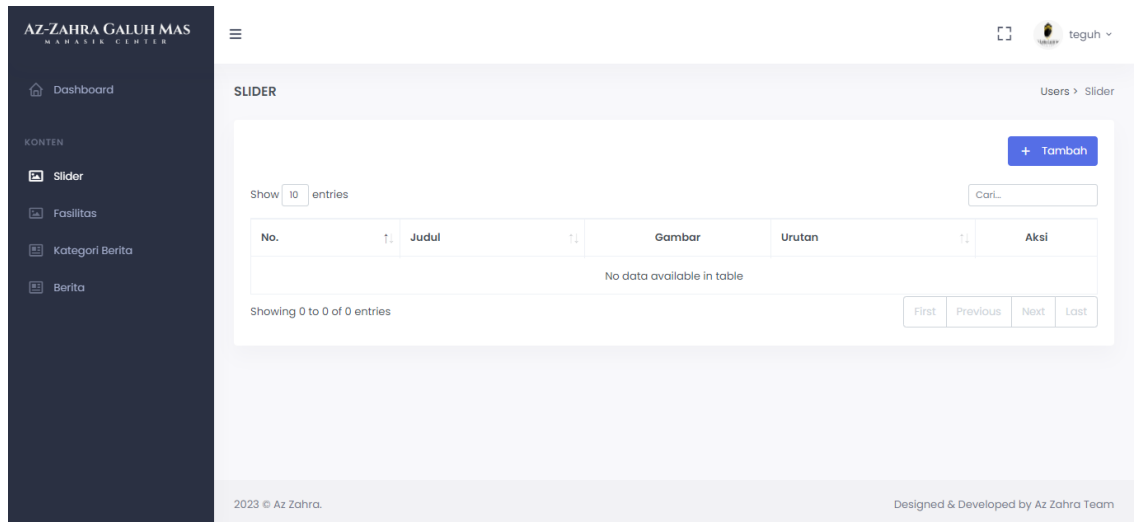 AZ-ZAHRA GALUH MAS
MANASIK CENTER
teguh
Dashboard
SLIDER
Users > Slider
KONTEN
+ Tambah
Slider
Show 10 entries
Cari...
Fasilitas
No. Judul Gambar Urutan Aksi
Kategori Berita
No data available in table
Berita
Showing 0 to 0 of 0 entries
First Previous Next Last
2023 © Az Zahra.
Designed & Developed by Az Zahra Team